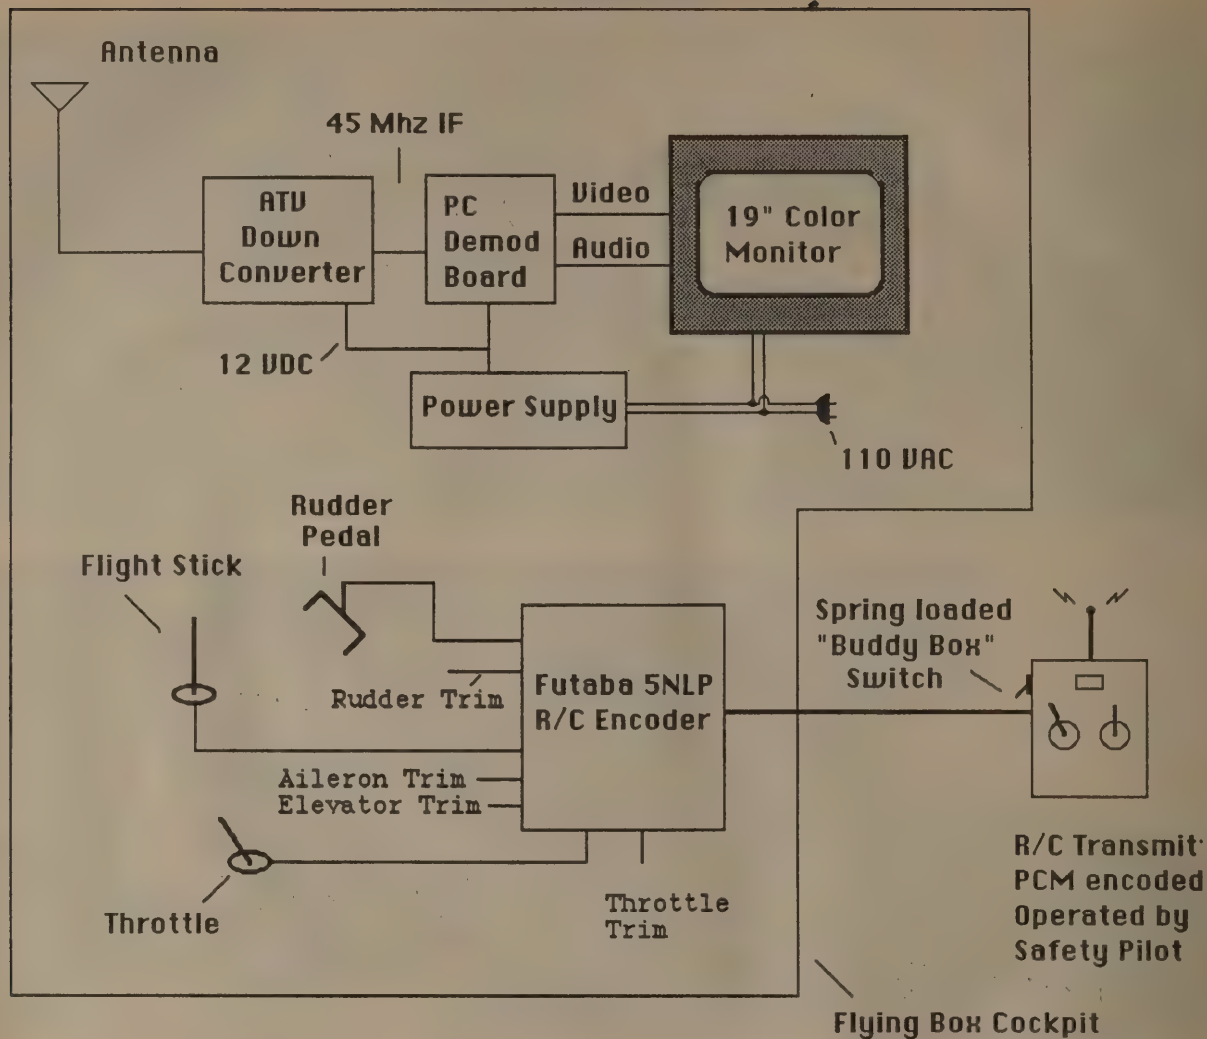 Antenna
45 Mhz IF
ATV
Down
Converter
PC
Demod
Board
Video
Audio
19" Color
Monitor
12 VDC
Power Supply
110 VAC
Rudder
Pedal
Flight Stick
Rudder Trim
Futaba 5NLP
R/C Encoder
Spring loaded
"Buddy Box"
Switch
Aileron Trim
Elevator Trim
Throttle
Throttle
Trim
R/C Transmit
PCM encoded
Operated by
Safety Pilot
Flying Box Cockpit